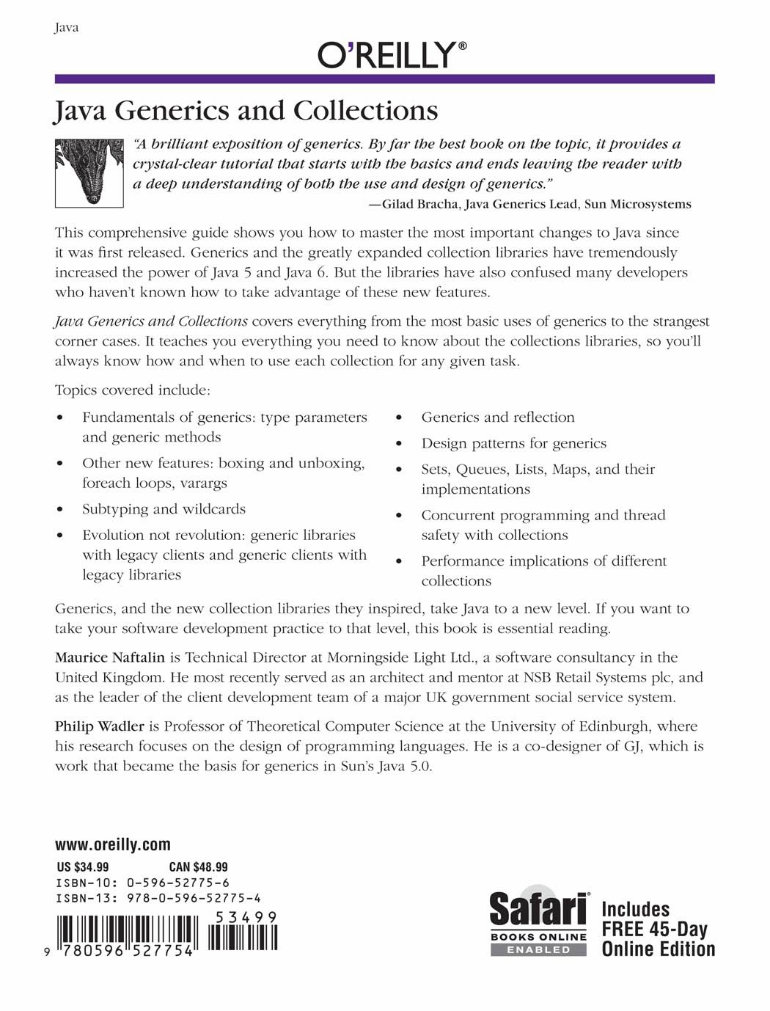 Java
O'REILLY®
Java Generics and Collections
"A brilliant exposition of generics. By far the best book on the topic, it provides a
crystal-clear tutorial that starts with the basics and ends leaving the reader with
a deep understanding of both the use and design of generics."
—Gilad Bracha, Java Generics Lead, Sun Microsystems
This comprehensive guide shows you how to master the most important changes to Java since
it was first released. Generics and the greatly expanded collection libraries have tremendously
increased the power of Java 5 and Java 6. But the libraries have also confused many developers
who haven't known how to take advantage of these new features.
Java Generics and Collections covers everything from the most basic uses of generics to the strangest
corner cases. It teaches you everything you need to know about the collections libraries, so you'll
always know how and when to use each collection for any given task.
Topics covered include:
• Fundamentals of generics: type parameters
and generic methods
• Other new features: boxing and unboxing,
foreach loops, varargs
• Subtyping and wildcards
• Evolution not revolution: generic libraries
with legacy clients and generic clients with
legacy libraries
• Generics and reflection
• Design patterns for generics
• Sets, Queues, Lists, Maps, and their
implementations
• Concurrent programming and thread
safety with collections
• Performance implications of different
collections
Generics, and the new collection libraries they inspired, take Java to a new level. If you want to
take your software development practice to that level, this book is essential reading.
Maurice Naftalin is Technical Director at Morningside Light Ltd., a software consultancy in the
United Kingdom. He most recently served as an architect and mentor at NSB Retail Systems plc, and
as the leader of the client development team of a major UK government social service system.
Philip Wadler is Professor of Theoretical Computer Science at the University of Edinburgh, where
his research focuses on the design of programming languages. He is a co-designer of GJ, which is
work that became the basis for generics in Sun's Java 5.0.
www.oreilly.com
US $34.99 CAN $48.99
ISBN-10: 0-596-52775-6
ISBN-13: 978-0-596-52775-4
53499
9 780596 527754
Safari®
BOOKS ONLINE
ENABLED
Includes
FREE 45-Day
Online Edition